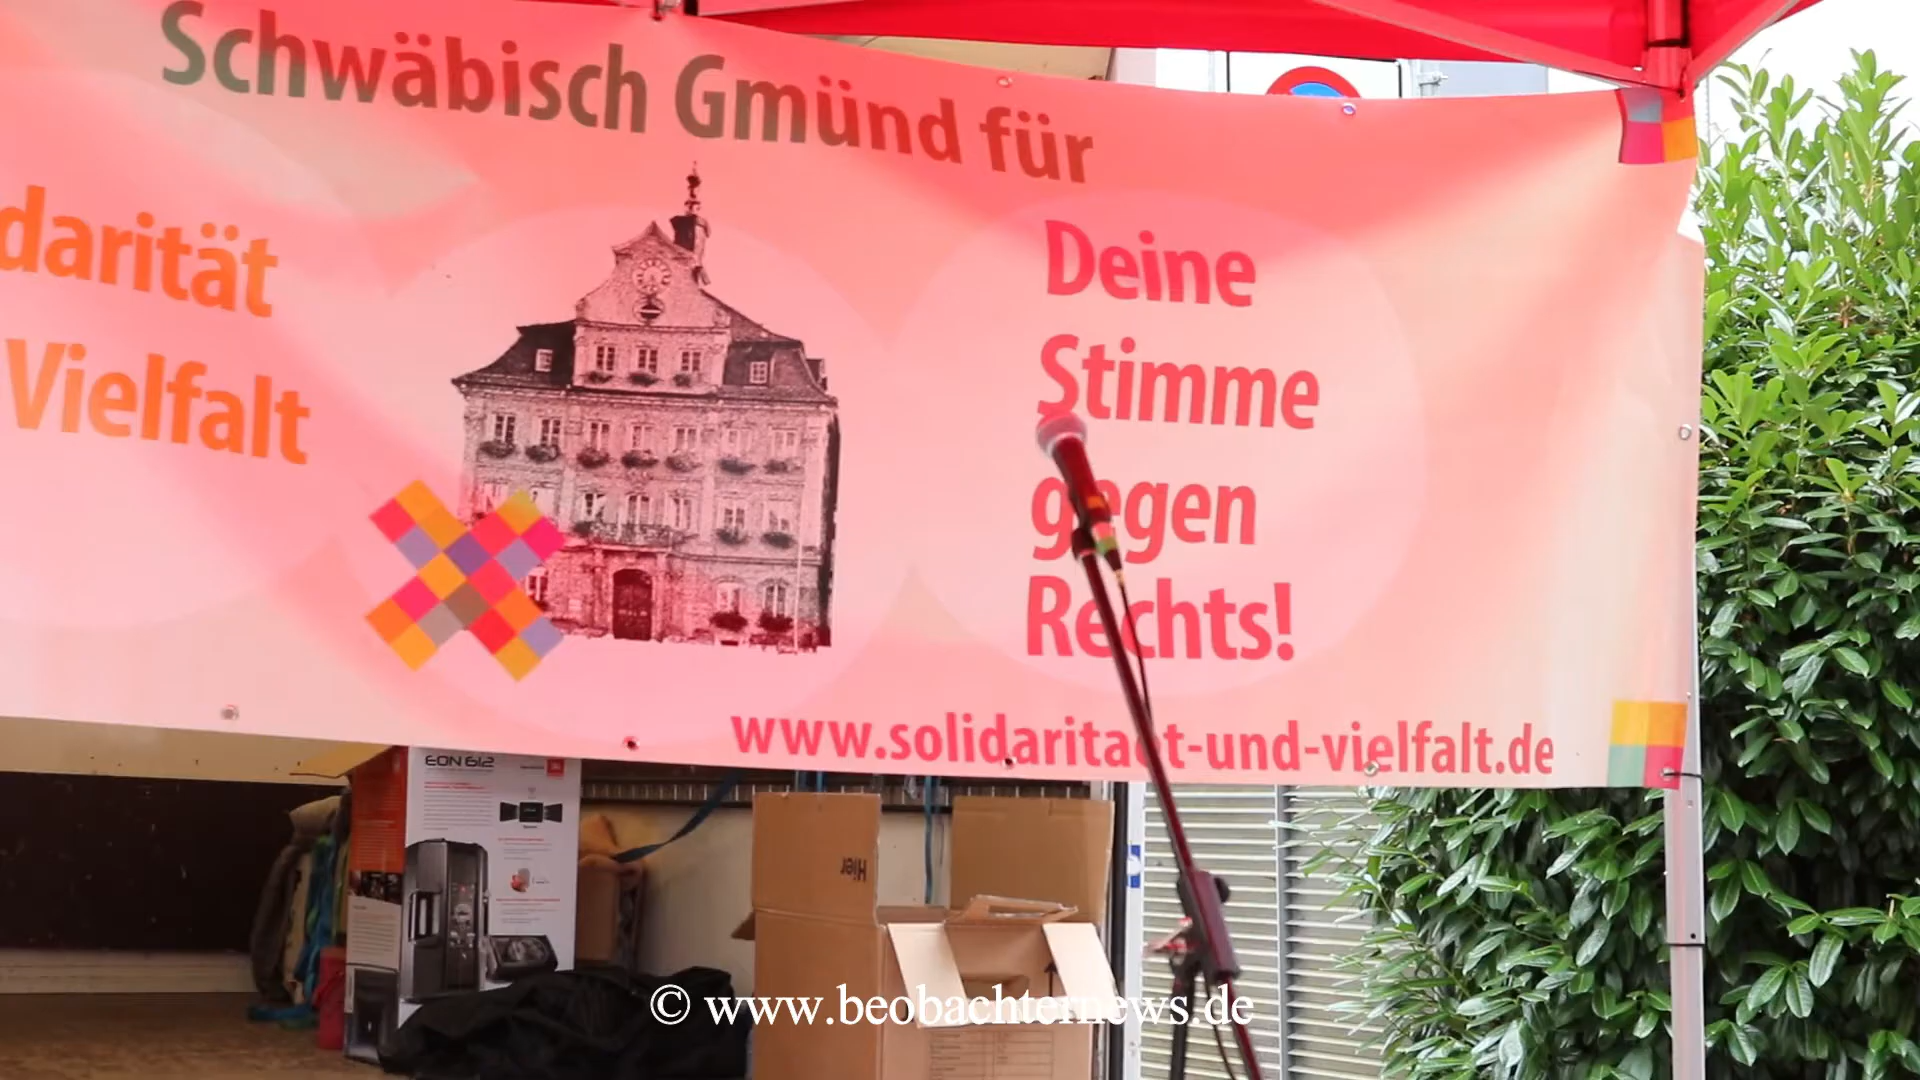 Schwäbisch Gmünd für
darität
Vielfalt
Deine
Stimme
gegen
Rechts!
www.solidaritaet-und-vielfalt.de
EON 612
Hier
© www.beobachternews.de